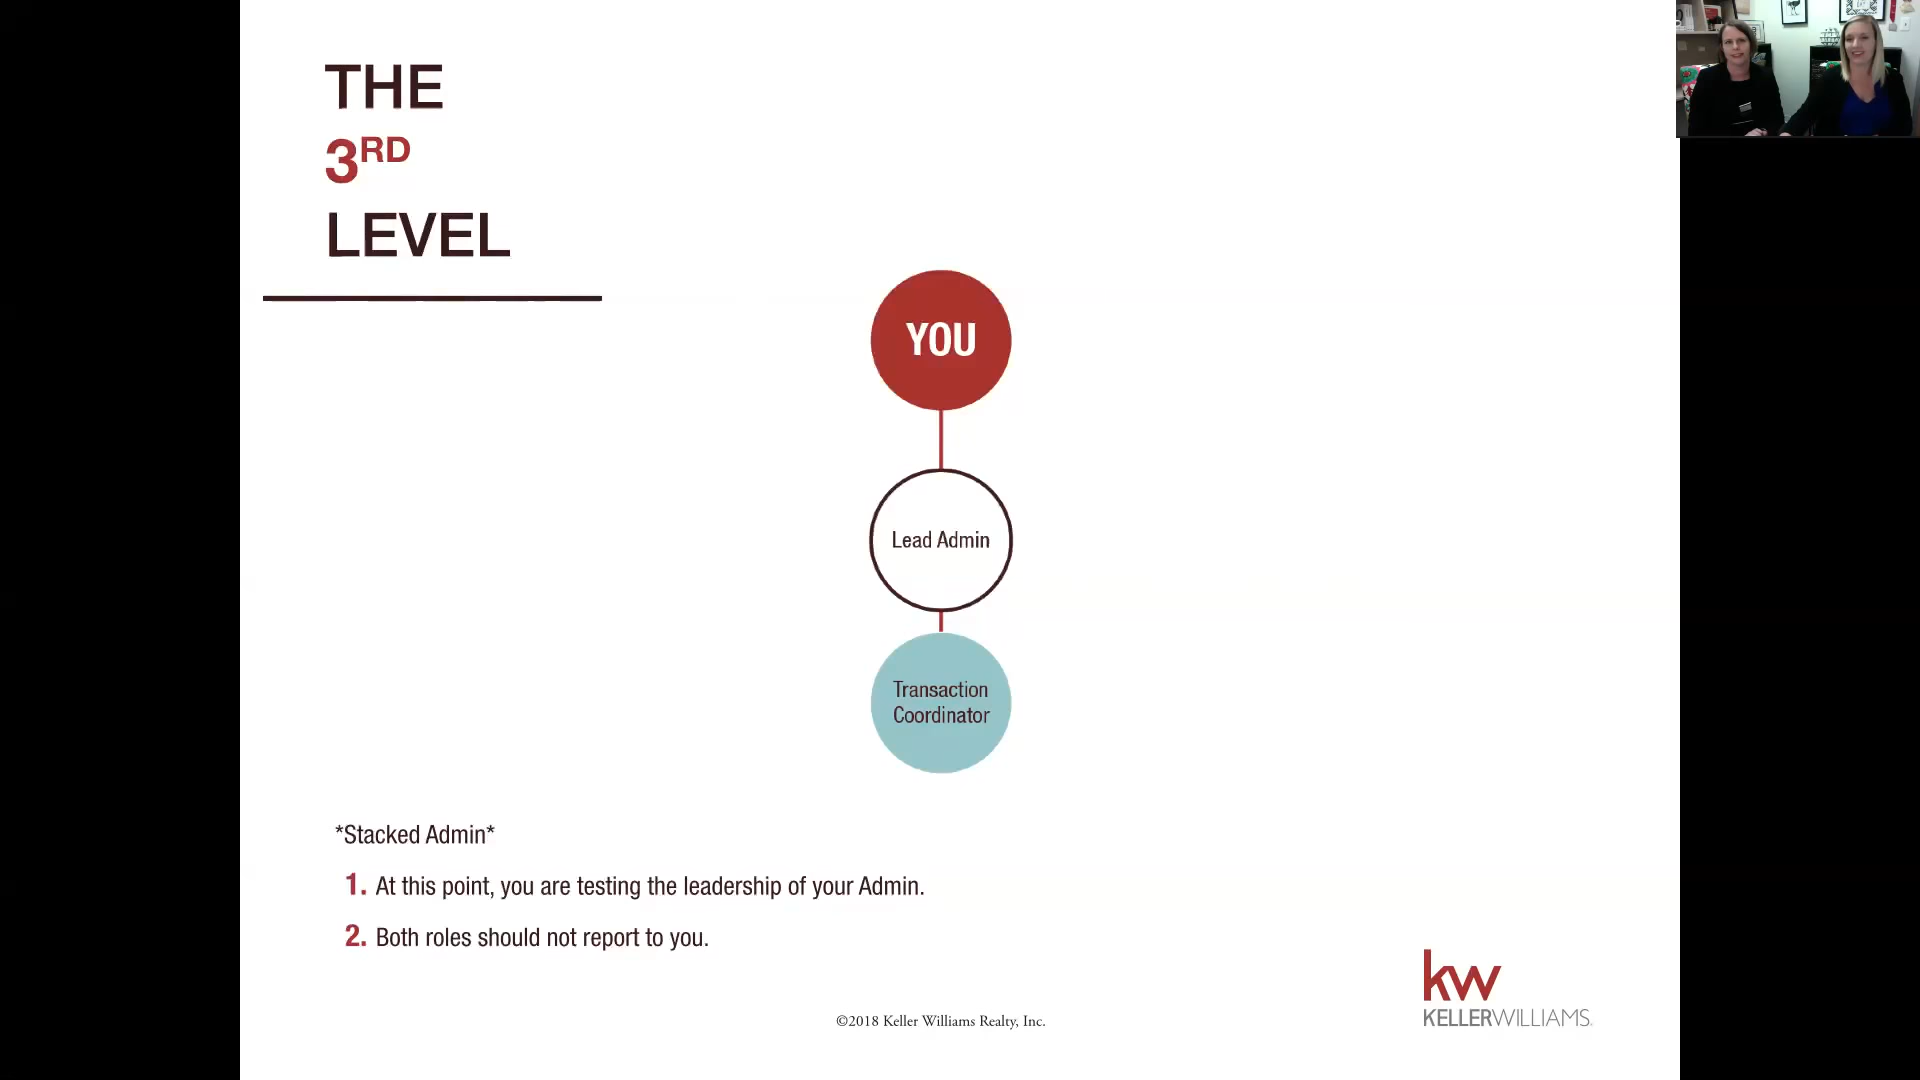 THE
3RD
LEVEL
YOU
Lead Admin
Transaction
Coordinator
*Stacked Admin*
1. At this point, you are testing the leadership of your Admin.
2. Both roles should not report to you.
kw
KELLERWILLIAMS.
©2018 Keller Williams Realty, Inc.